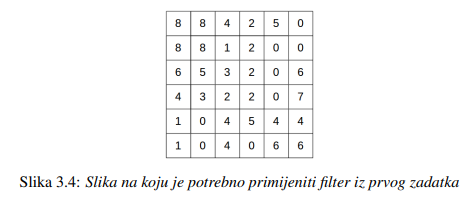 8 8 4 2 5 0
8 8 1 2 0 0
6 5 3 2 0 6
4 3 2 2 0 7
1 0 4 5 4 4
1 0 4 0 6 6
Slika 3.4: Slika na koju je potrebno primijeniti filter iz prvog zadatka